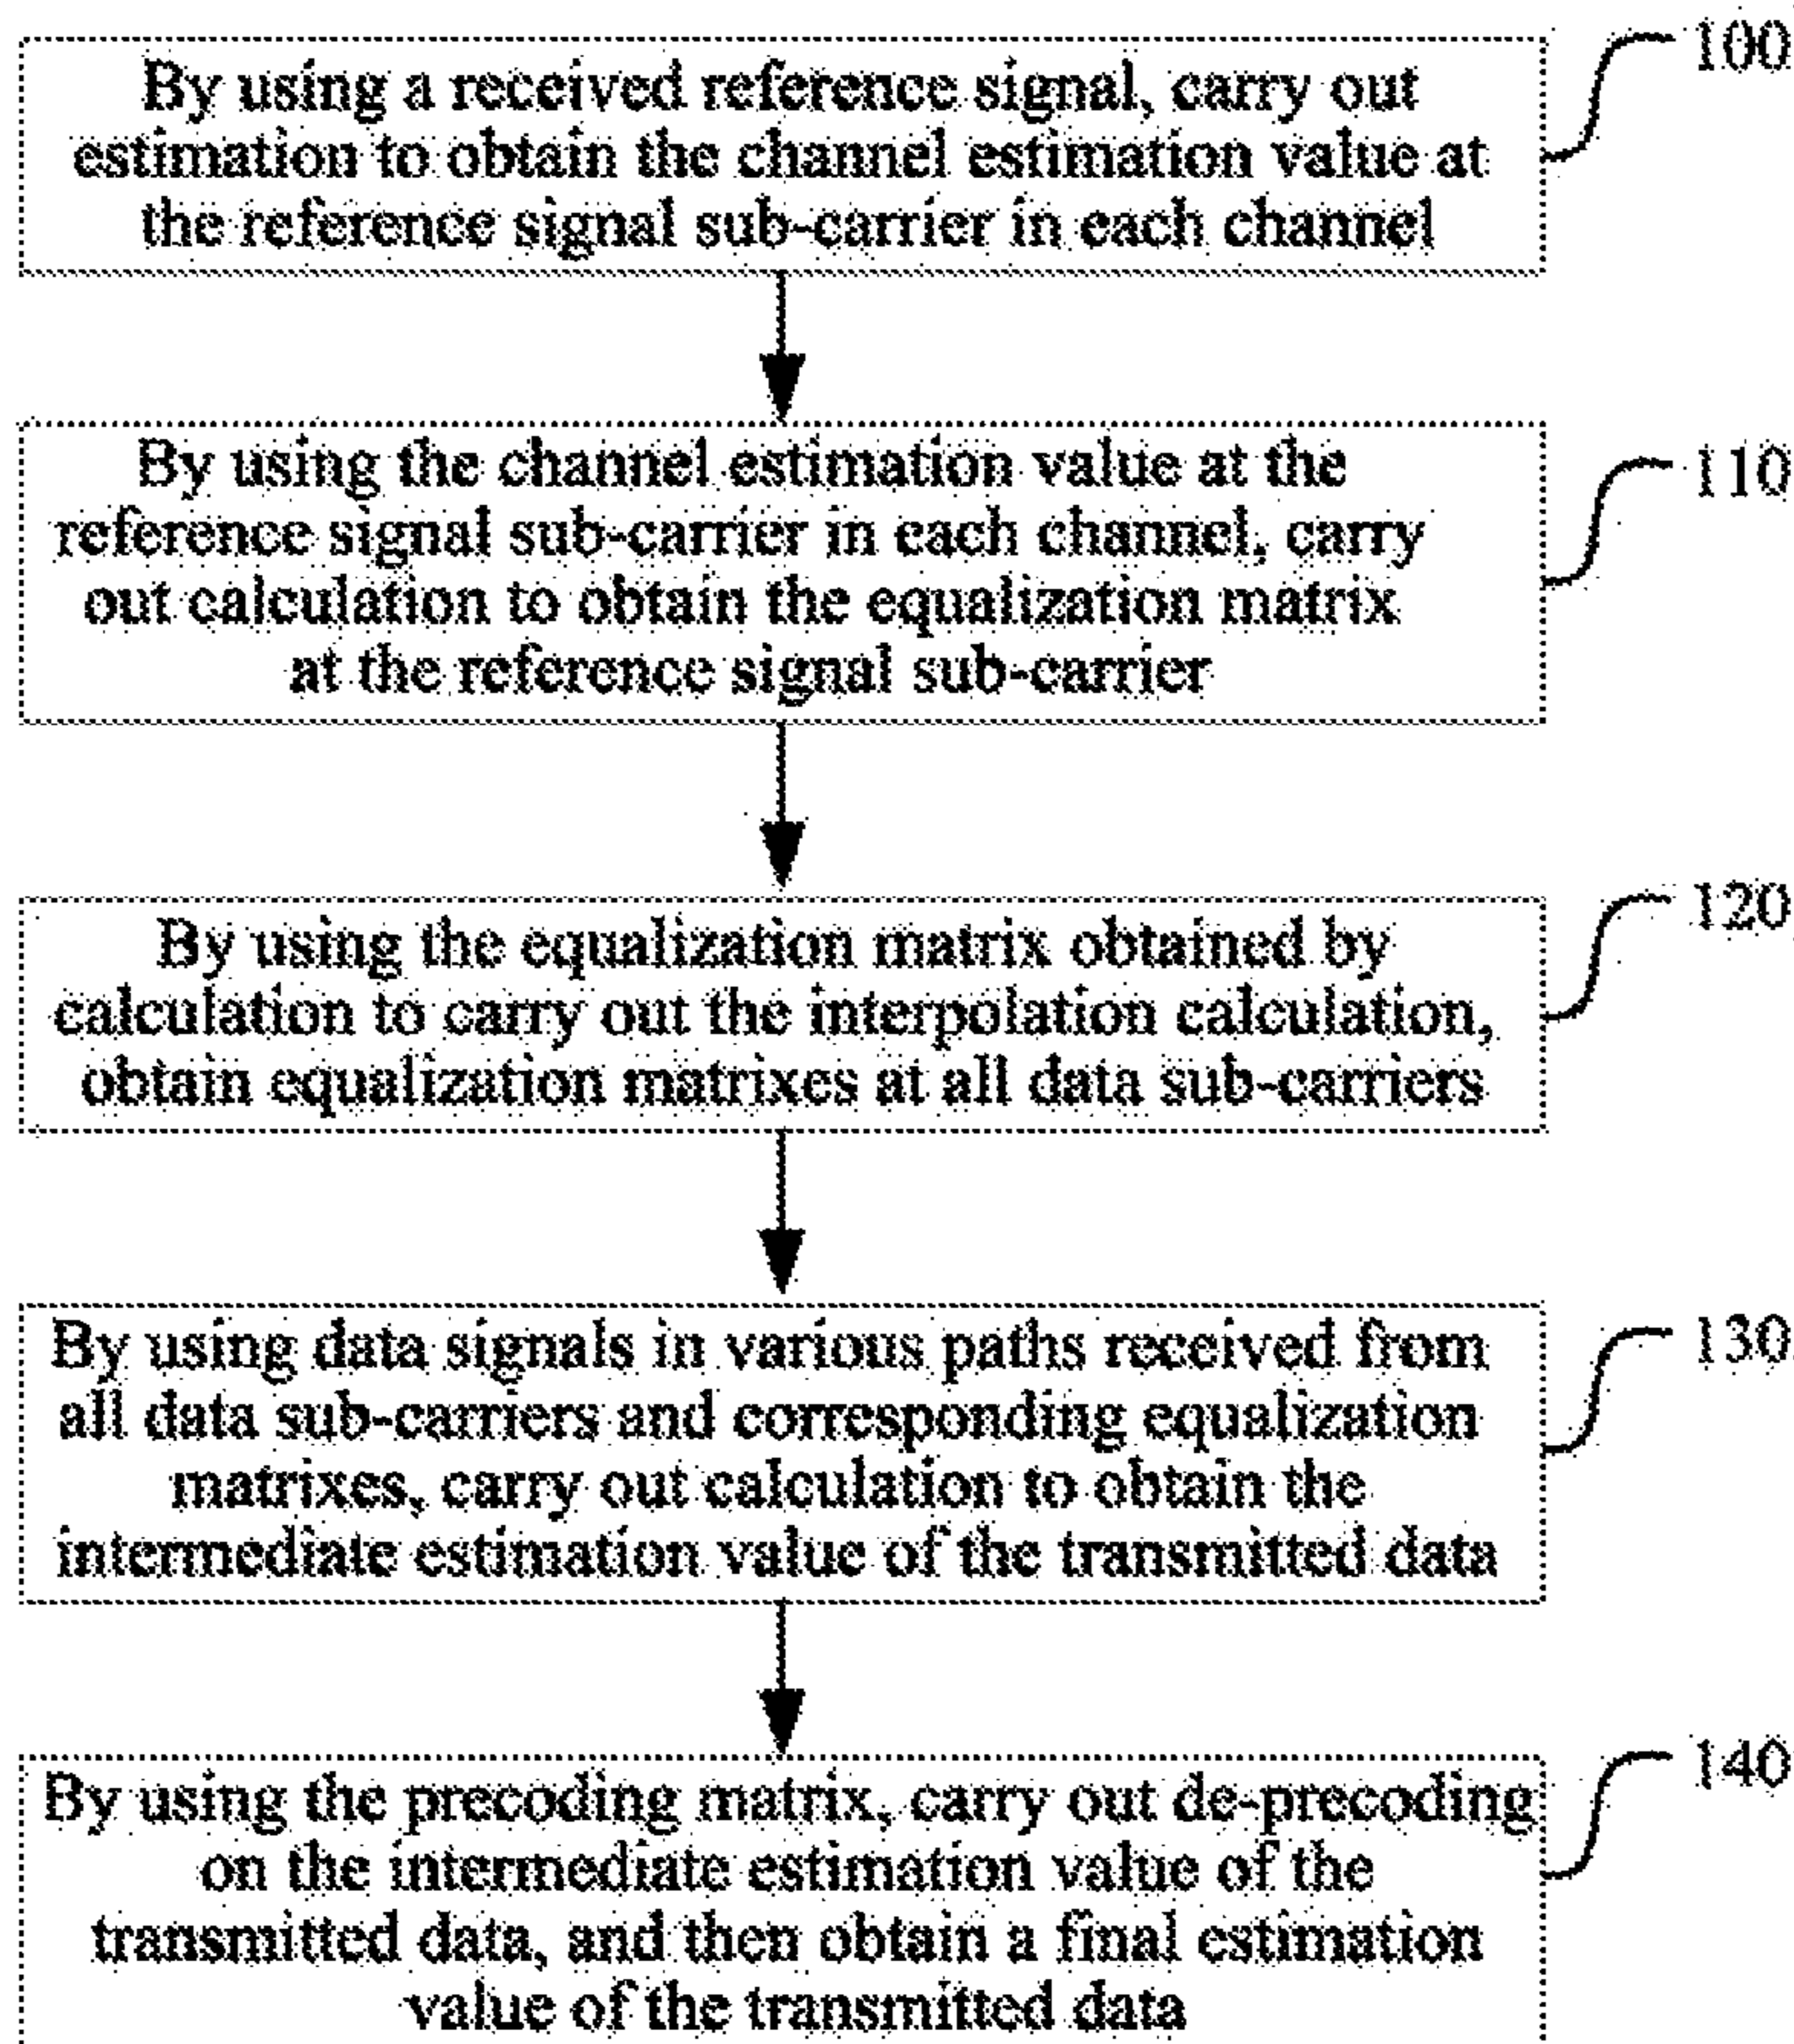 100
By using a received reference signal, carry out
estimation to obtain the channel estimation value at
the reference signal sub-carrier in each channel
110
By using the channel estimation value at the
reference signal sub-carrier in each channel, carry
out calculation to obtain the equalization matrix
at the reference signal sub-carrier
120
By using the equalization matrix obtained by
calculation to carry out the interpolation calculation,
obtain equalization matrixes at all data sub-carriers
130
By using data signals in various paths received from
all data sub-carriers and corresponding equalization
matrixes, carry out calculation to obtain the
intermediate estimation value of the transmitted data
140
By using the precoding matrix, carry out de-precoding
on the intermediate estimation value of the
transmitted data, and then obtain a final estimation
value of the transmitted data